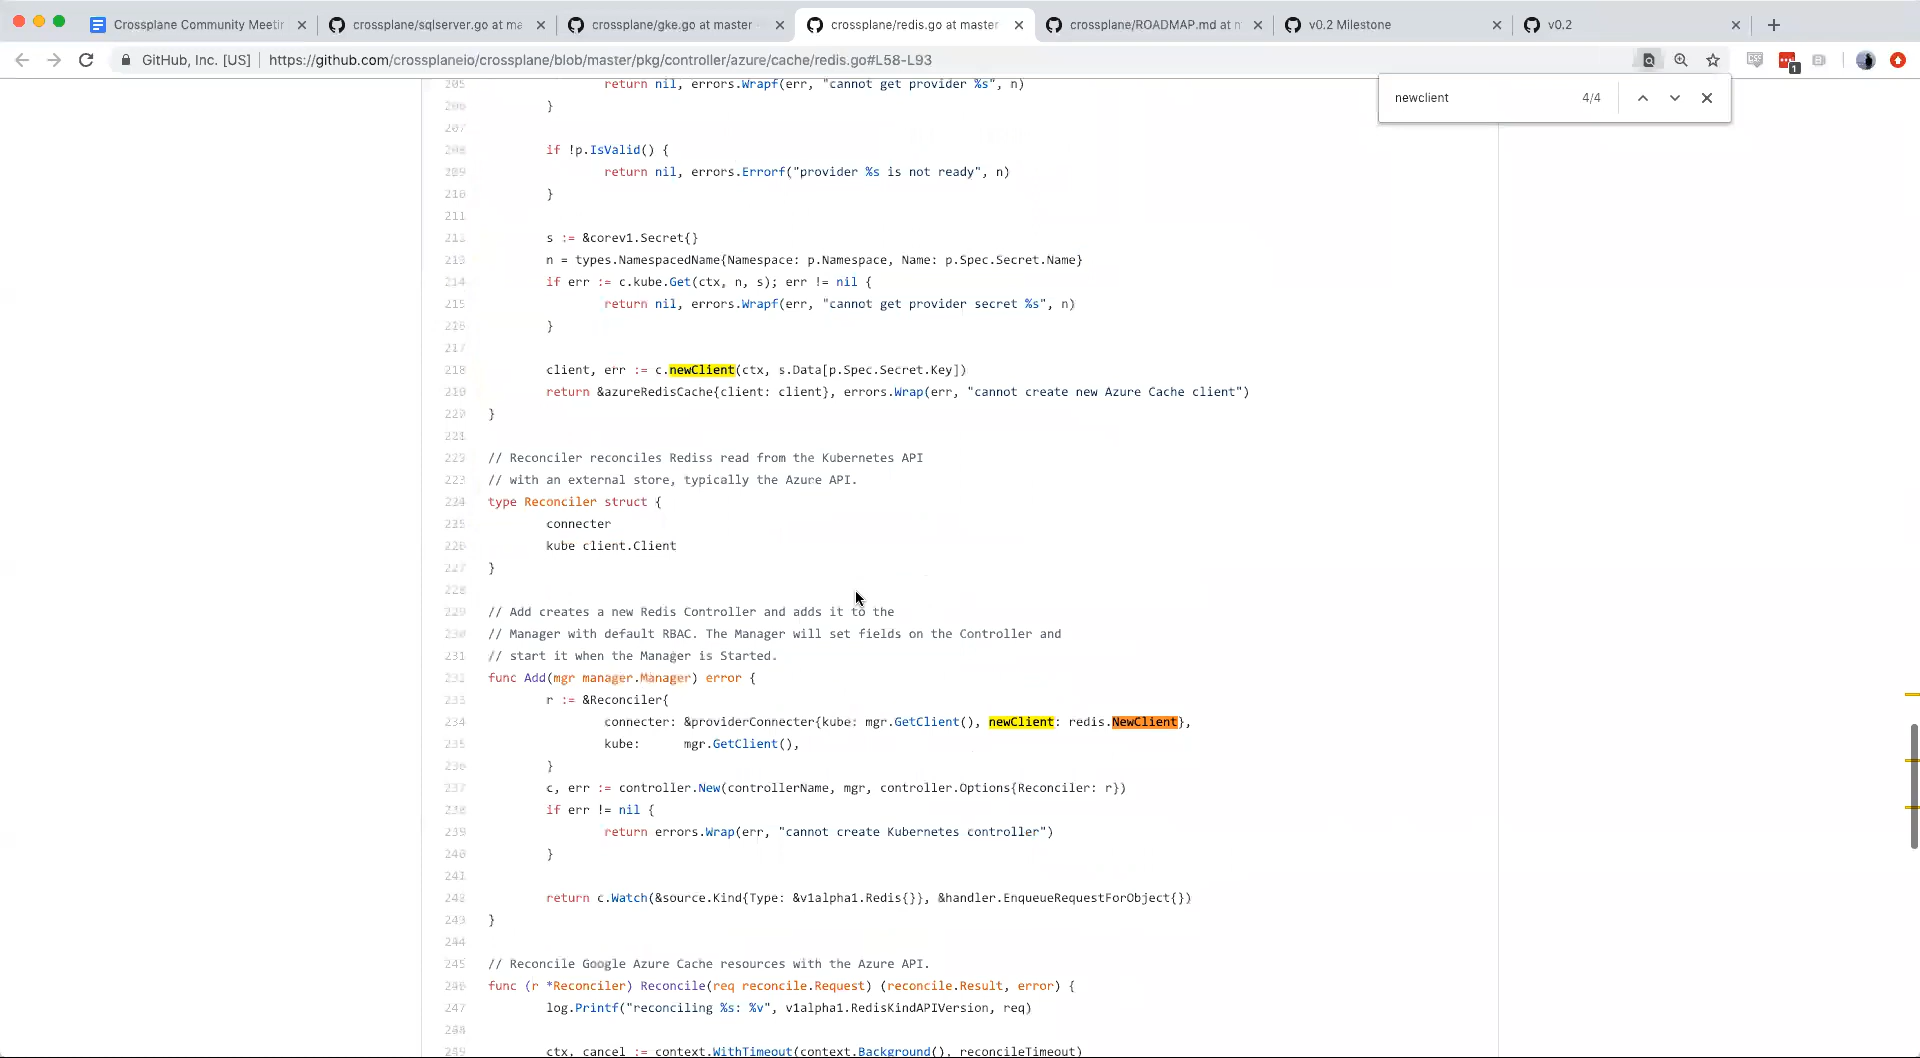 Crossplane Community Meetin
crossplane/sqlserver.go at ma
crossplane/gke.go at master
crossplane/redis.go at master
crossplane/ROADMAP.md at m
v0.2 Milestone
v0.2
GitHub, Inc. [US]
https://github.com/crossplaneio/crossplane/blob/master/pkg/controller/azure/cache/redis.go#L58-L93
1
newclient 4/4
205 return nil, errors.Wrapf(err, "cannot get provider %s", n)
206 }
207
208 if !p.IsValid() {
209 return nil, errors.Errorf("provider %s is not ready", n)
210 }
211
212 s := &corev1.Secret{}
213 n = types.NamespacedName{Namespace: p.Namespace, Name: p.Spec.Secret.Name}
214 if err := c.kube.Get(ctx, n, s); err != nil {
215 return nil, errors.Wrapf(err, "cannot get provider secret %s", n)
216 }
217
218 client, err := c.newClient(ctx, s.Data[p.Spec.Secret.Key])
219 return &azureRedisCache{client: client}, errors.Wrap(err, "cannot create new Azure Cache client")
220 }
221
222 // Reconciler reconciles Rediss read from the Kubernetes API
223 // with an external store, typically the Azure API.
224 type Reconciler struct {
225 connecter
226 kube client.Client
227 }
228
229 // Add creates a new Redis Controller and adds it to the
230 // Manager with default RBAC. The Manager will set fields on the Controller and
231 // start it when the Manager is Started.
232 func Add(mgr manager.Manager) error {
233 r := &Reconciler{
234 connecter: &providerConnecter{kube: mgr.GetClient(), newClient: redis.NewClient},
235 kube: mgr.GetClient(),
236 }
237 c, err := controller.New(controllerName, mgr, controller.Options{Reconciler: r})
238 if err != nil {
239 return errors.Wrap(err, "cannot create Kubernetes controller")
240 }
241
242 return c.Watch(&source.Kind{Type: &v1alpha1.Redis{}}, &handler.EnqueueRequestForObject{})
243 }
244
245 // Reconcile Google Azure Cache resources with the Azure API.
246 func (r *Reconciler) Reconcile(req reconcile.Request) (reconcile.Result, error) {
247 log.Printf("reconciling %s: %v", v1alpha1.RedisKindAPIVersion, req)
248
249 ctx, cancel := context.WithTimeout(context.Background(), reconcileTimeout)